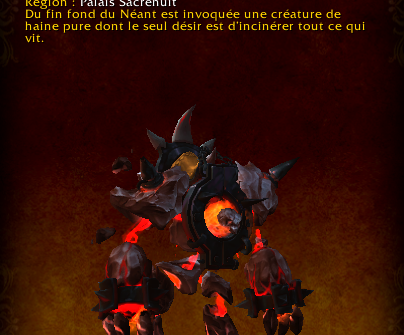 Région : Palais Sacrenuit
Du fin fond du Néant est invoquée une créature de
haine pure dont le seul désir est d'incinérer tout ce qui
vit.